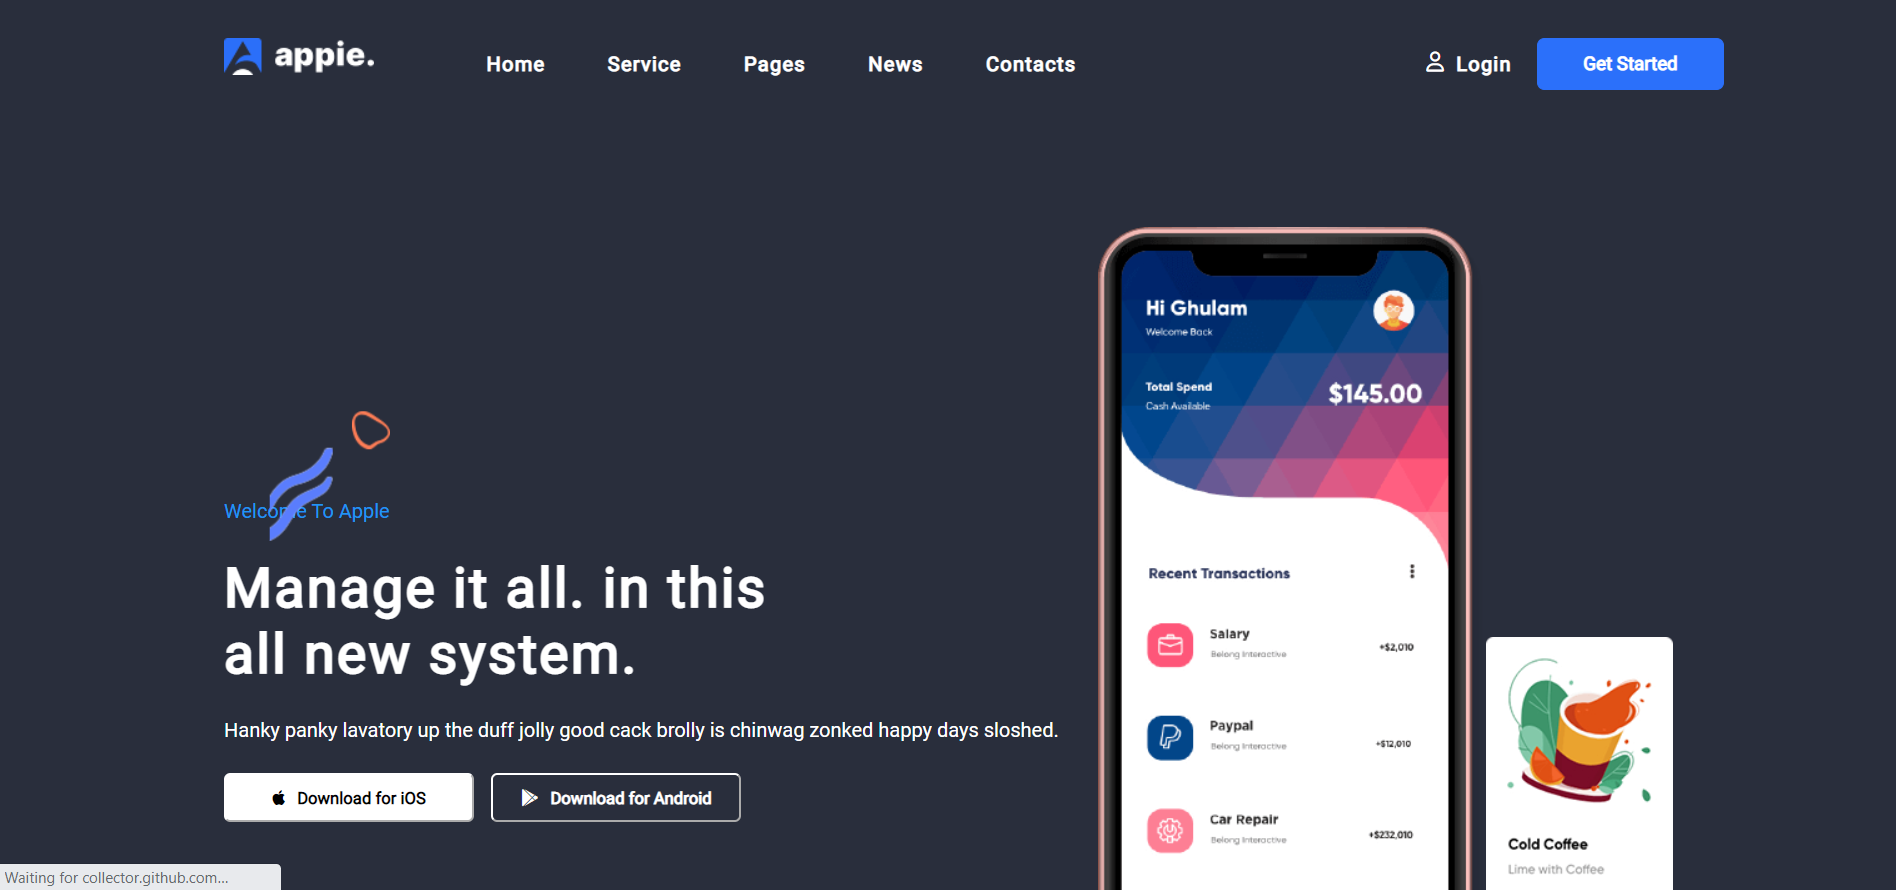 appie.
Home
Service
Pages
News
Contacts
Login
Get Started
Hi Ghulam
Welcome Back
Total Spend
Cash Available
$145.00
Welcome To Apple
Manage it all. in this
all new system.
Hanky panky lavatory up the duff jolly good cack brolly is chinwag zonked happy days sloshed.
Download for iOS
Download for Android
Recent Transactions
Salary
Belong Interactive
+$2,010
Paypal
Belong Interactive
+$12,010
Car Repair
Belong Interactive
+$232,010
Cold Coffee
Lime with Coffee
Waiting for collector.github.com...